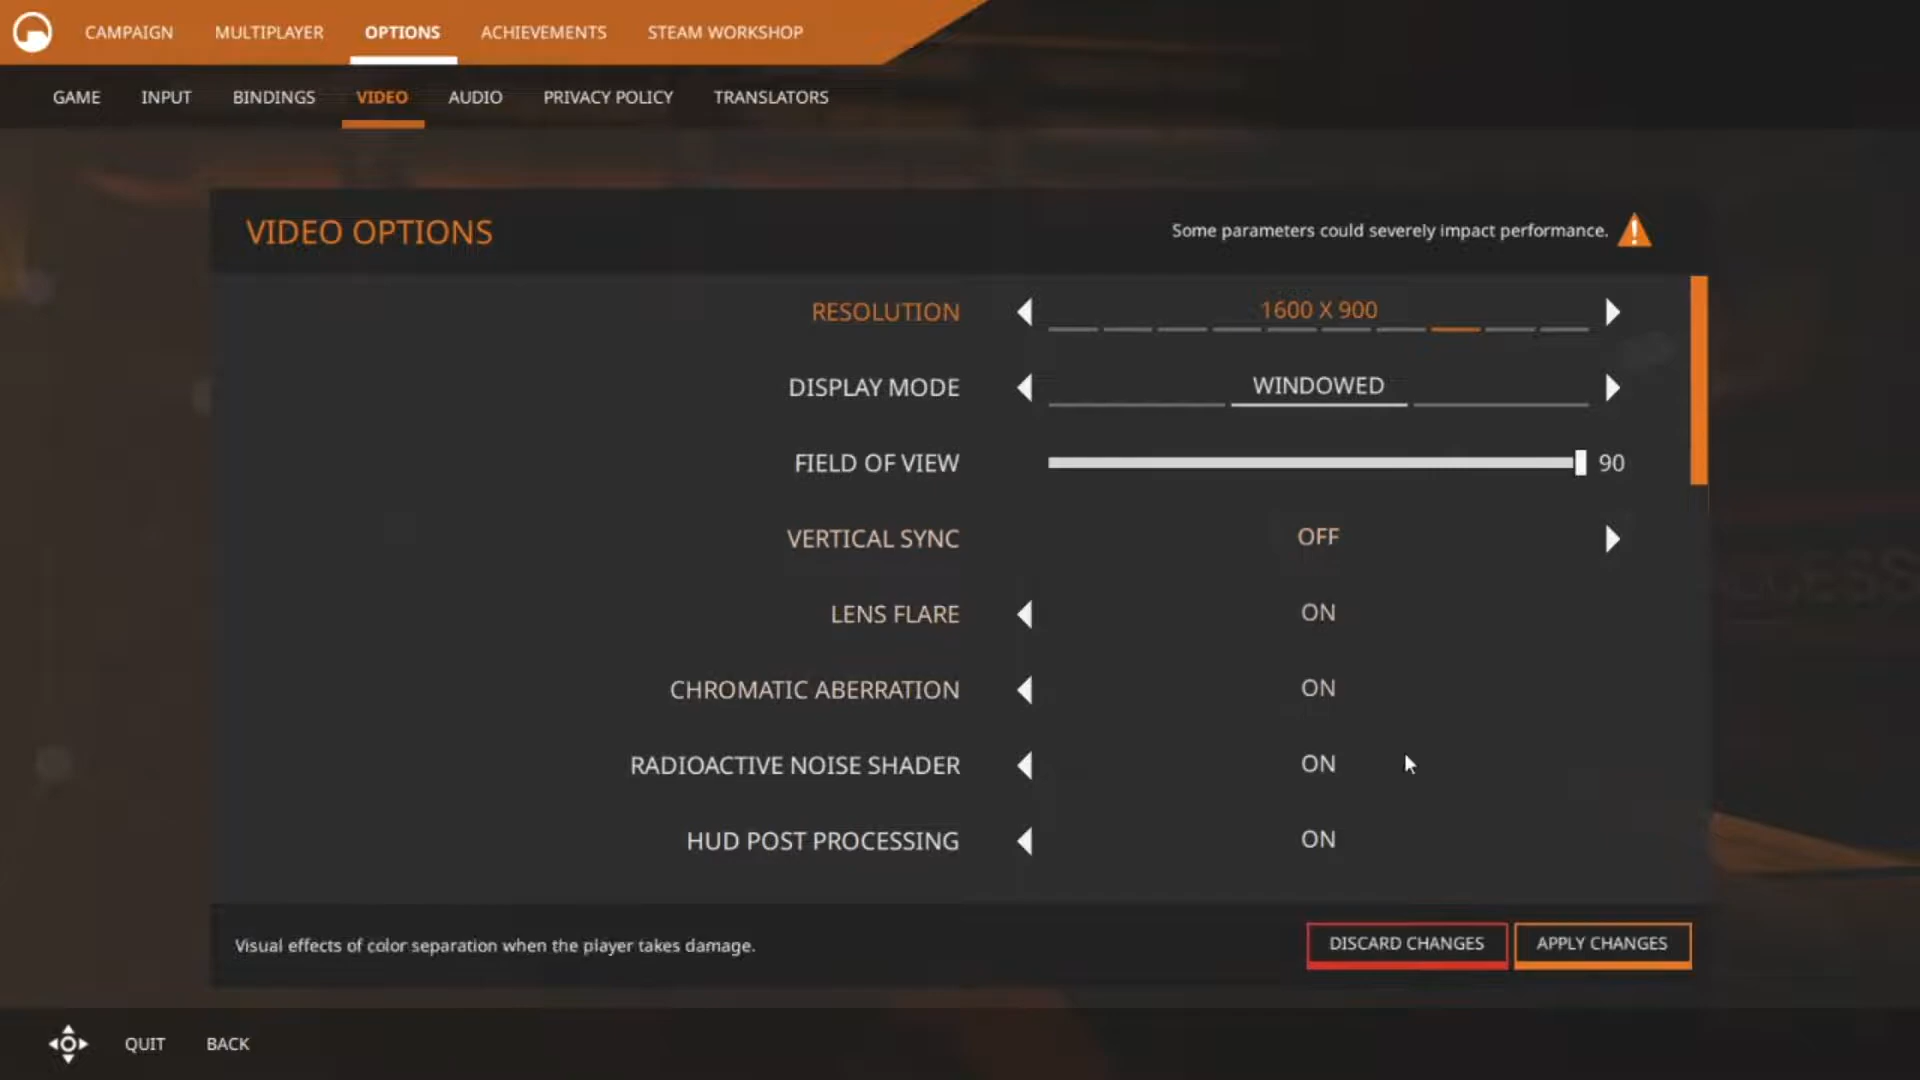 CAMPAIGN MULTIPLAYER OPTIONS ACHIEVEMENTS STEAM WORKSHOP
GAME INPUT BINDINGS VIDEO AUDIO PRIVACY POLICY TRANSLATORS
VIDEO OPTIONS Some parameters could severely impact performance.
RESOLUTION 1600 X 900
DISPLAY MODE WINDOWED
FIELD OF VIEW 90
VERTICAL SYNC OFF
LENS FLARE ON
CHROMATIC ABERRATION ON
RADIOACTIVE NOISE SHADER ON
HUD POST PROCESSING ON
Visual effects of color separation when the player takes damage. DISCARD CHANGES APPLY CHANGES
QUIT BACK